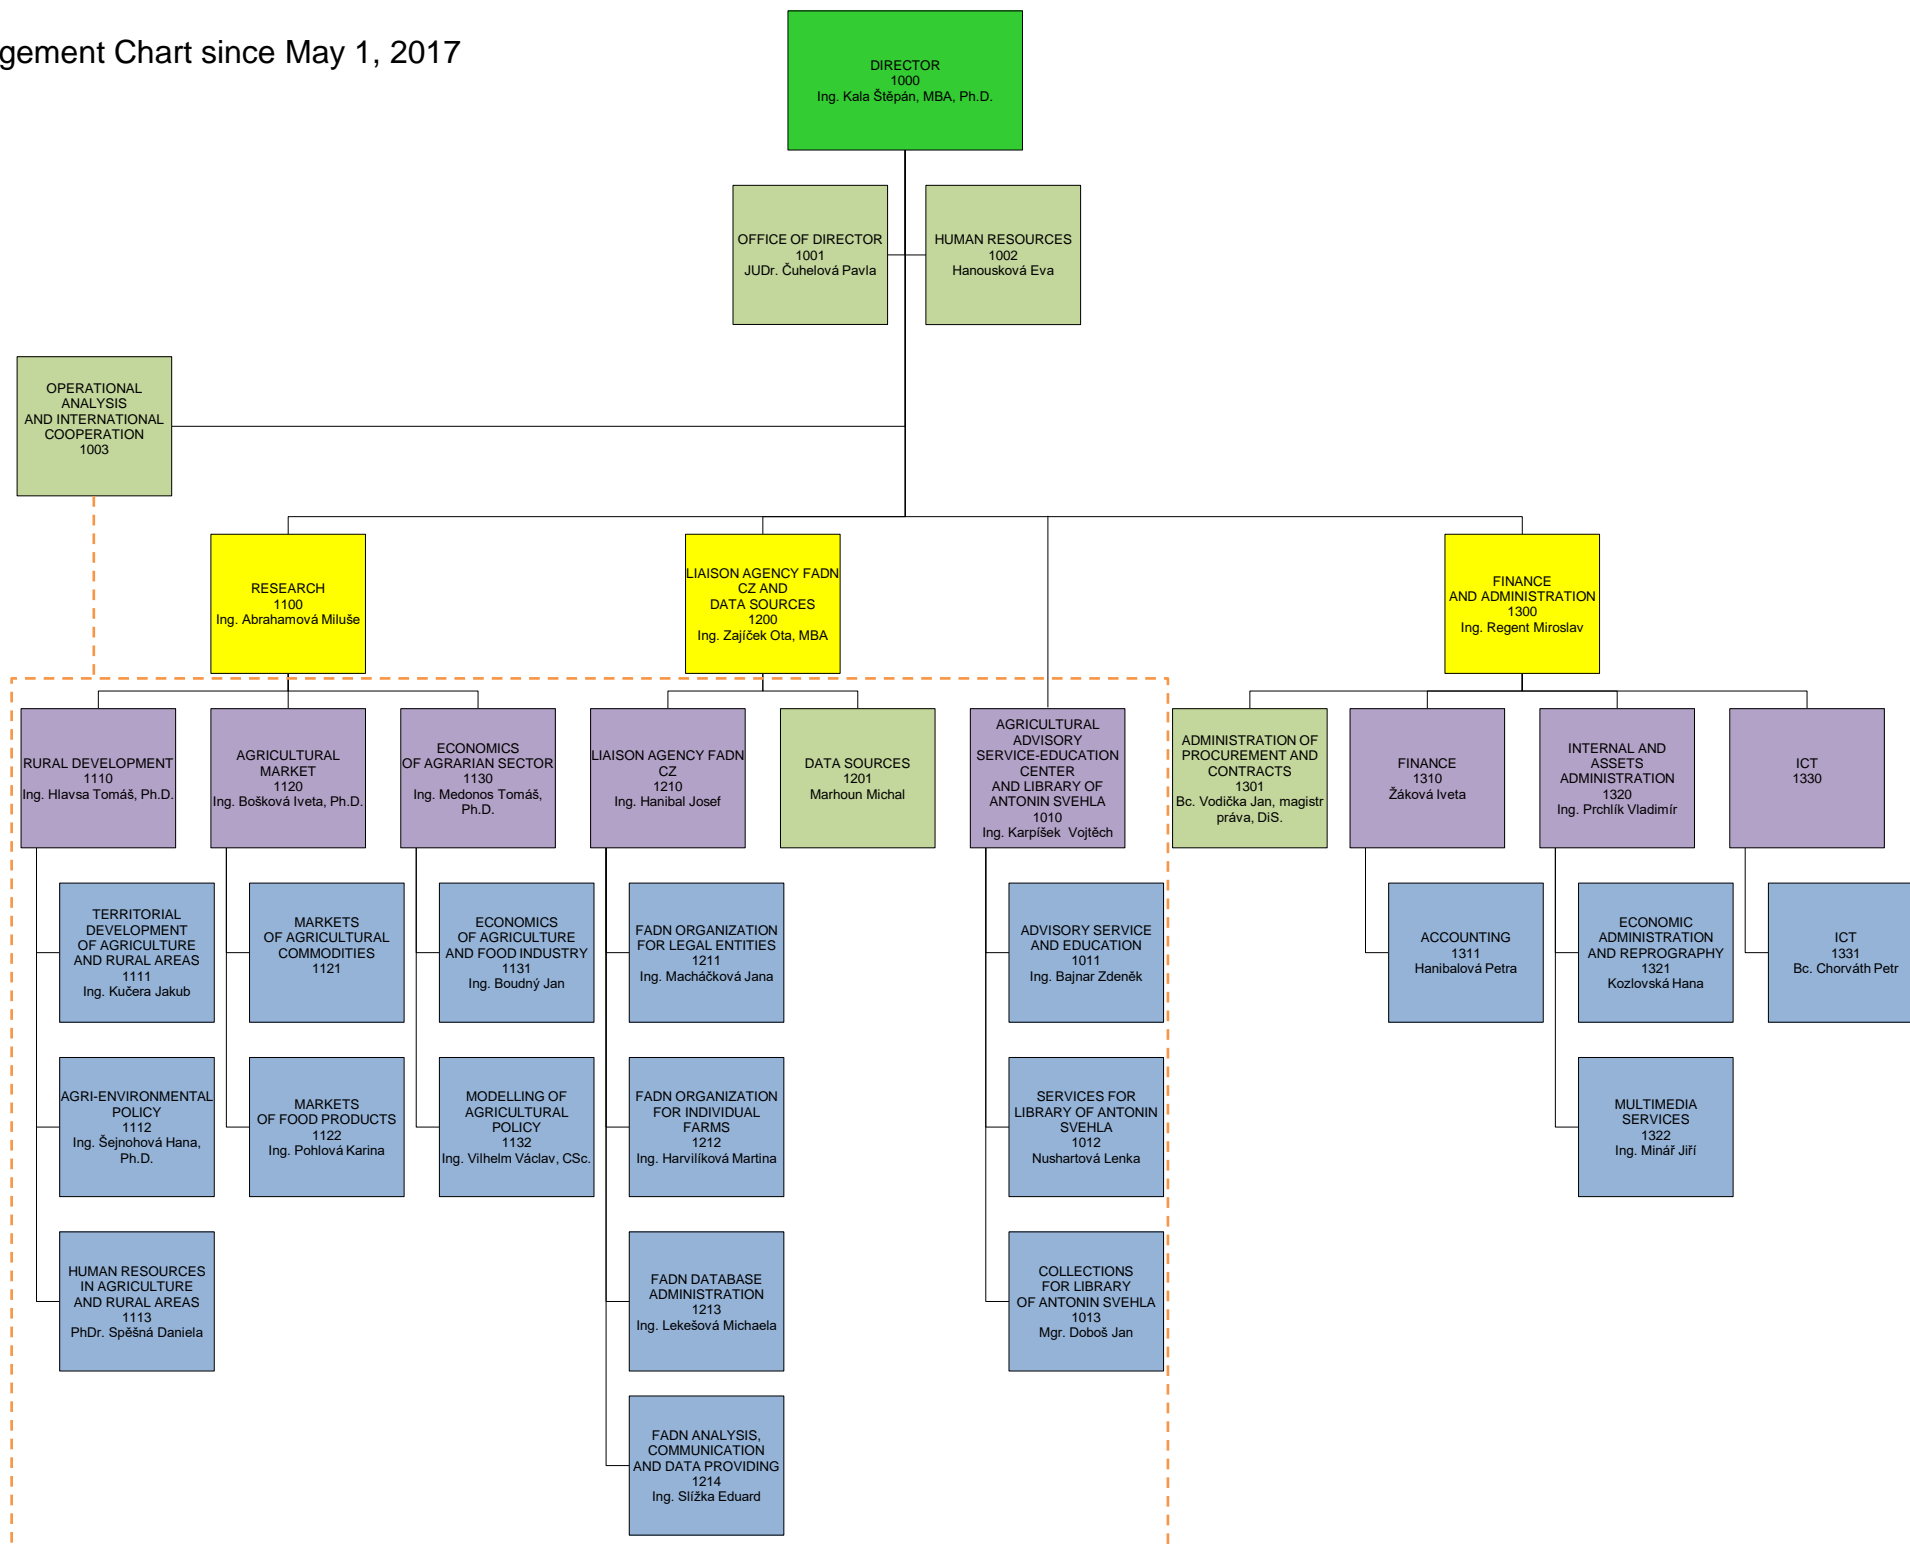 gement Chart since May 1, 2017
DIRECTOR
1000
Ing. Kala Štěpán, MBA, Ph.D.
OFFICE OF DIRECTOR
1001
JUDr. Čuhelová Pavla
HUMAN RESOURCES
1002
Hanousková Eva
OPERATIONAL
ANALYSIS
AND INTERNATIONAL
COOPERATION
1003
RESEARCH
1100
Ing. Abrahamová Miluše
LIAISON AGENCY FADN
CZ AND
DATA SOURCES
1200
Ing. Zajíček Ota, MBA
FINANCE
AND ADMINISTRATION
1300
Ing. Regent Miroslav
RURAL DEVELOPMENT
1110
Ing. Hlavsa Tomáš, Ph.D.
AGRICULTURAL
MARKET
1120
Ing. Bošková Iveta, Ph.D.
ECONOMICS
OF AGRARIAN SECTOR
1130
Ing. Medonos Tomáš,
Ph.D.
LIAISON AGENCY FADN
CZ
1210
Ing. Hanibal Josef
DATA SOURCES
1201
Marhoun Michal
AGRICULTURAL
ADVISORY
SERVICE-EDUCATION
CENTER
AND LIBRARY OF
ANTONIN SVEHLA
1010
Ing. Karpíšek Vojtěch
ADMINISTRATION OF
PROCUREMENT AND
CONTRACTS
1301
Bc. Vodička Jan, magistr
práva, DiS.
FINANCE
1310
Žáková Iveta
INTERNAL AND
ASSETS
ADMINISTRATION
1320
Ing. Prchlík Vladimír
ICT
1330
TERRITORIAL
DEVELOPMENT
OF AGRICULTURE
AND RURAL AREAS
1111
Ing. Kučera Jakub
MARKETS
OF AGRICULTURAL
COMMODITIES
1121
ECONOMICS
OF AGRICULTURE
AND FOOD INDUSTRY
1131
Ing. Boudný Jan
FADN ORGANIZATION
FOR LEGAL ENTITIES
1211
Ing. Macháčková Jana
ADVISORY SERVICE
AND EDUCATION
1011
Ing. Bajnar Zdeněk
ACCOUNTING
1311
Hanibalová Petra
ECONOMIC
ADMINISTRATION
AND REPROGRAPHY
1321
Kozlovská Hana
ICT
1331
Bc. Chorváth Petr
AGRI-ENVIRONMENTAL
POLICY
1112
Ing. Šejnohová Hana,
Ph.D.
MARKETS
OF FOOD PRODUCTS
1122
Ing. Pohlová Karina
MODELLING OF
AGRICULTURAL
POLICY
1132
Ing. Vilhelm Václav, CSc.
FADN ORGANIZATION
FOR INDIVIDUAL
FARMS
1212
Ing. Harvilíková Martina
SERVICES FOR
LIBRARY OF ANTONIN
SVEHLA
1012
Nushartová Lenka
MULTIMEDIA
SERVICES
1322
Ing. Minář Jiří
HUMAN RESOURCES
IN AGRICULTURE
AND RURAL AREAS
1113
PhDr. Spěšná Daniela
FADN DATABASE
ADMINISTRATION
1213
Ing. Lekešová Michaela
COLLECTIONS
FOR LIBRARY
OF ANTONIN SVEHLA
1013
Mgr. Doboš Jan
FADN ANALYSIS,
COMMUNICATION
AND DATA PROVIDING
1214
Ing. Slížka Eduard